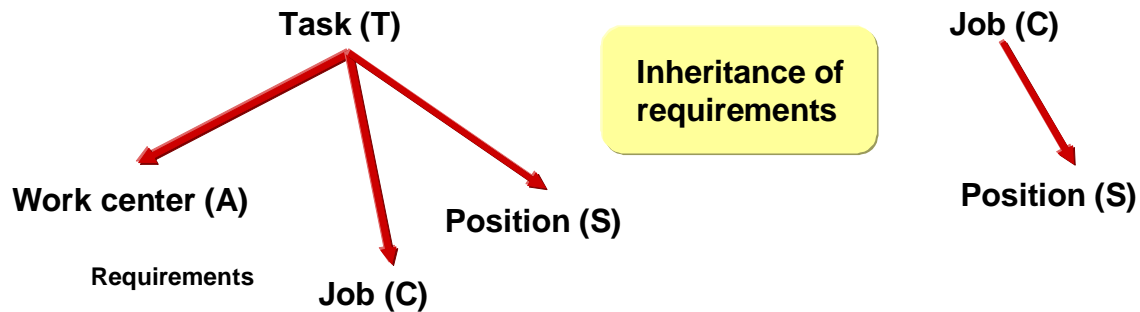 Task (T)
Job (C)
Inheritance of
requirements
Work center (A)
Position (S)
Position (S)
Requirements
Job (C)